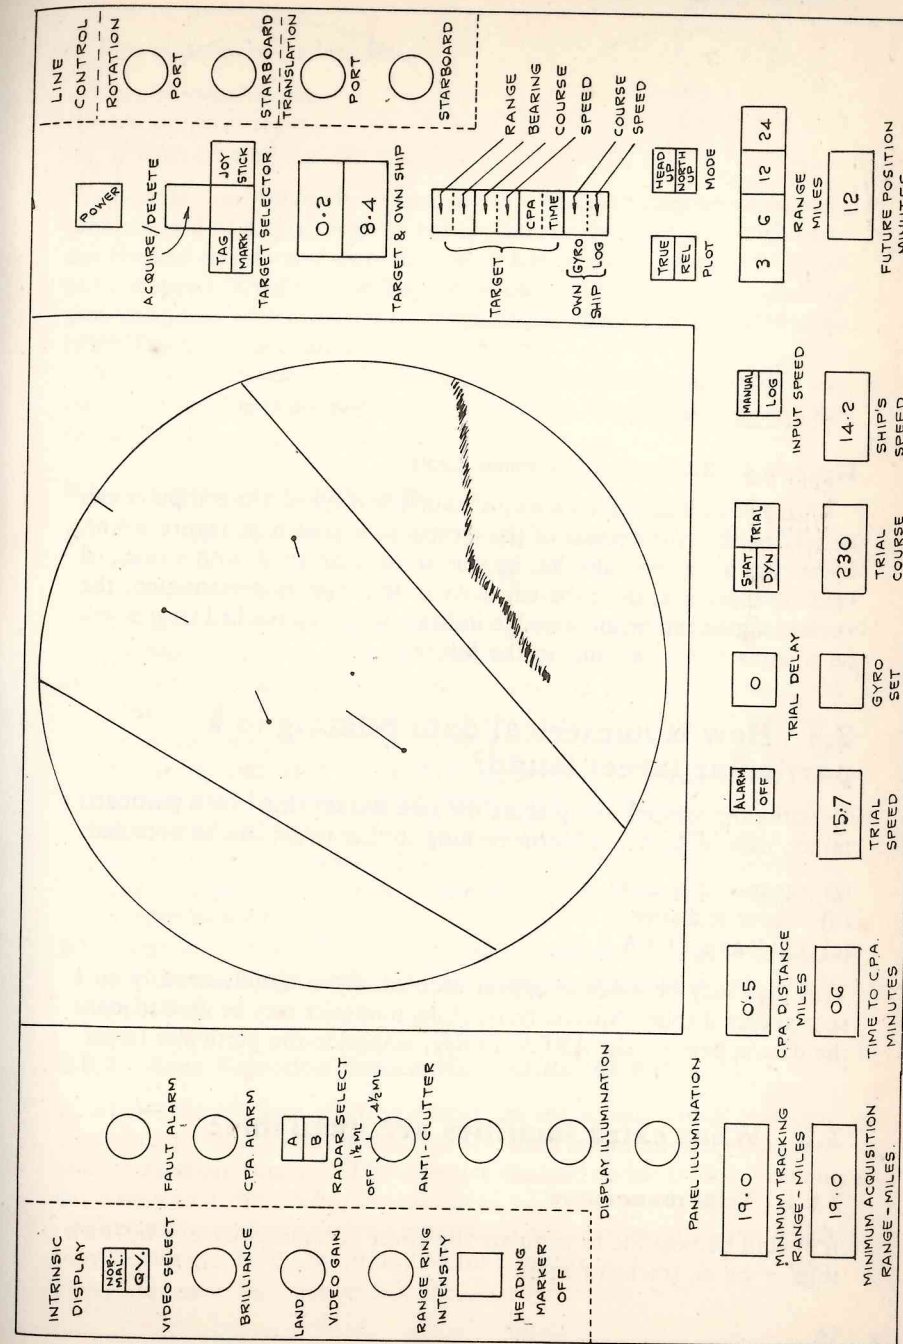 INTRINSIC
DISPLAY
NOR-
MAL.
Q.V.
VIDEO SELECT
BRILIANCE
LAND
VIDEO GAIN
RANGE RING
INTENSITY
HEADING
MARKER
OFF
FAULT ALARM
C.P.A. ALARM
A
B
RADAR SELECT
OFF 1½ML 4½ML
ANTI-CLUTTER
DISPLAY ILLUMINATION
PANEL ILLUMINATION
POWER
ACQUIRE/DELETE
TAG
MARK
JOY
STICK
TARGET SELECTOR
0.2
8.4
TARGET & OWN SHIP
TARGET
CPA
TIME
OWN
SHIP
GYRO
LOG
RANGE
BEARING
COURSE
SPEED
COURSE
SPEED
TRUE
REL
PLOT
HEAD
UP
NORTH
UP
MODE
3 6 12 24
RANGE
MILES
12
FUTURE POSITION
LINE
CONTROL
ROTATION
PORT
STARBOARD
TRANSLATION
PORT
STARBOARD
19.0
MINIMUM TRACKING
RANGE - MILES
0.5
CPA DISTANCE
MILES
ALARM
OFF
0
TRIAL DELAY
STAT
DYN
TRIAL
MANUAL
LOG
INPUT SPEED
19.0
MINIMUM ACQUISITION
RANGE - MILES.
06
TIME TO C.P.A.
MINUTES
15.7
TRIAL
SPEED
GYRO
SET
230
TRIAL
COURSE
14.2
SHIP'S
SPEED